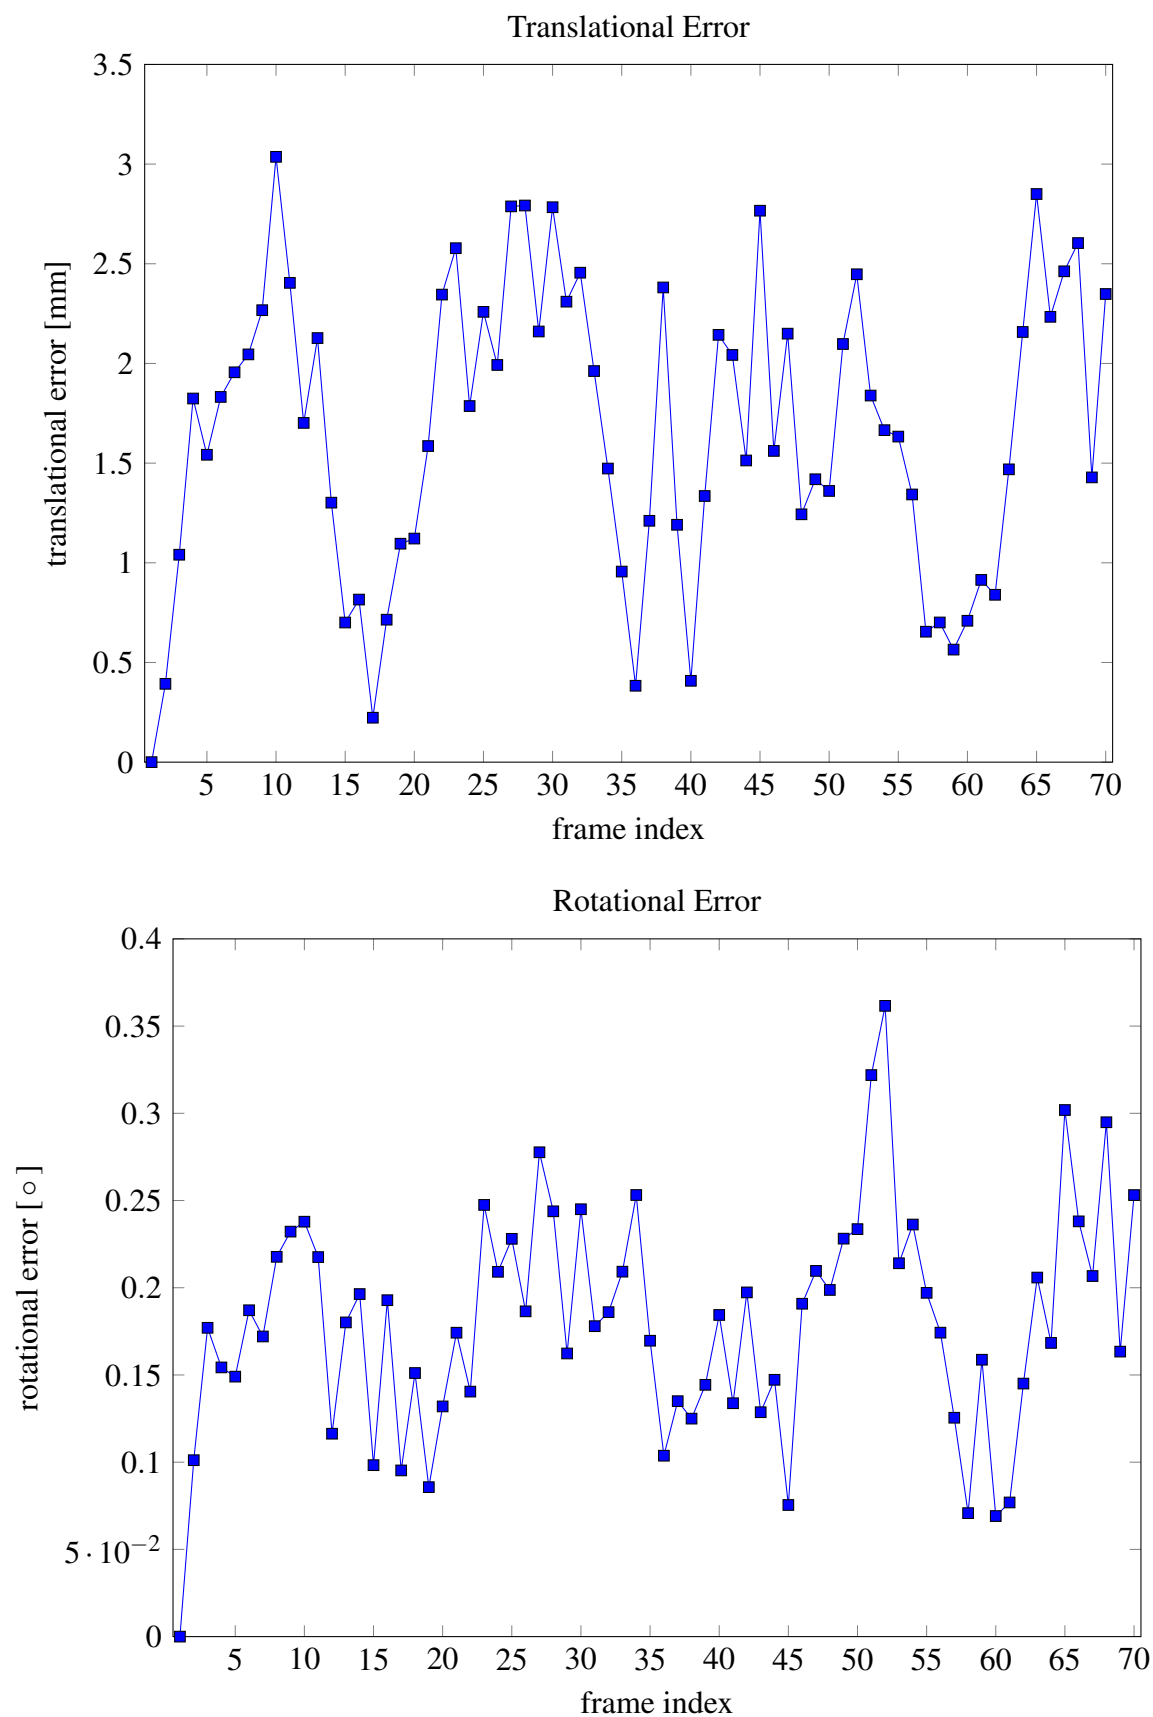 Translational Error
3.5
3
2.5
2
1.5
1
0.5
0
translational error [mm]
5 10 15 20 25 30 35 40 45 50 55 60 65 70
frame index
Rotational Error
0.4
0.35
0.3
0.25
0.2
0.15
0.1
5 · 10⁻²
0
rotational error [∘]
5 10 15 20 25 30 35 40 45 50 55 60 65 70
frame index